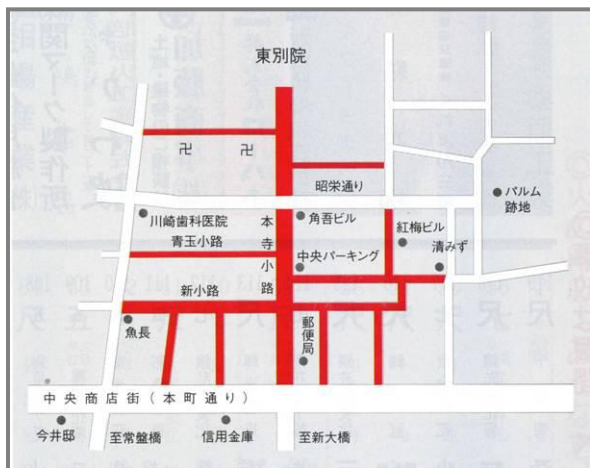 東別院
卍
卍
昭栄通り
パルム
跡地
川崎歯科医院
角吾ビル
紅梅ビル
本寺小路
青玉小路
中央パーキング
清みず
新小路
魚長
郵便局
中央商店街(本町通り)
今井邸
至常盤橋
信用金庫
至新大橋